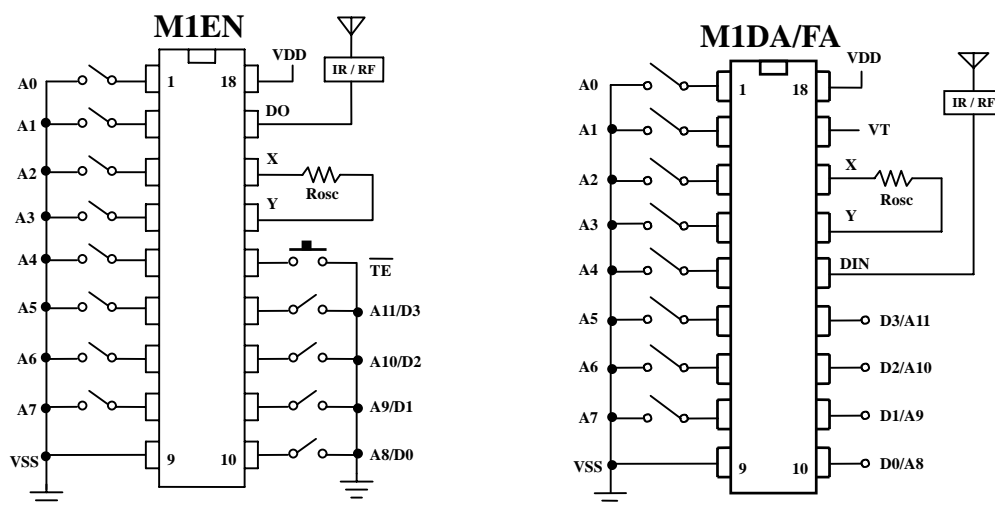 M1EN
VDD
IR / RF
A0
1
18
DO
A1
X
A2
Rosc
Y
A3
A4
TE
A5
A11/D3
A6
A10/D2
A7
A9/D1
VSS
9
10
A8/D0
M1DA/FA
VDD
A0
1
18
IR / RF
A1
VT
X
A2
Rosc
A3
Y
A4
DIN
A5
D3/A11
A6
D2/A10
A7
D1/A9
VSS
9
10
D0/A8